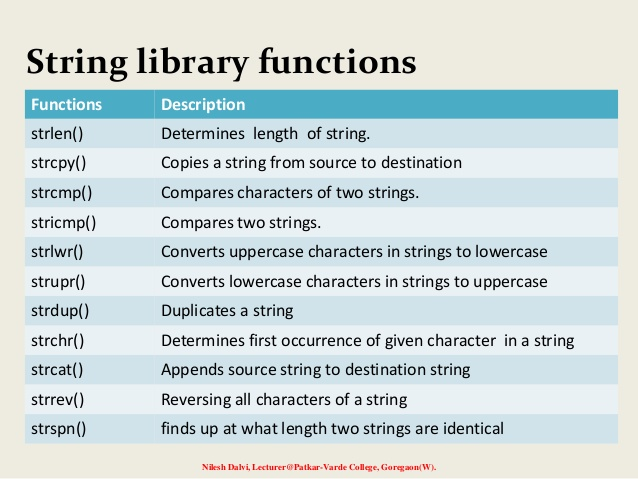 String library functions
Functions Description
strlen() Determines length of string.
strcpy() Copies a string from source to destination
strcmp() Compares characters of two strings.
stricmp() Compares two strings.
strlwr() Converts uppercase characters in strings to lowercase
strupr() Converts lowercase characters in strings to uppercase
strdup() Duplicates a string
strchr() Determines first occurrence of given character in a string
strcat() Appends source string to destination string
strrev() Reversing all characters of a string
strspn() finds up at what length two strings are identical
Nilesh Dalvi, Lecturer@Patkar-Varde College, Goregaon(W).